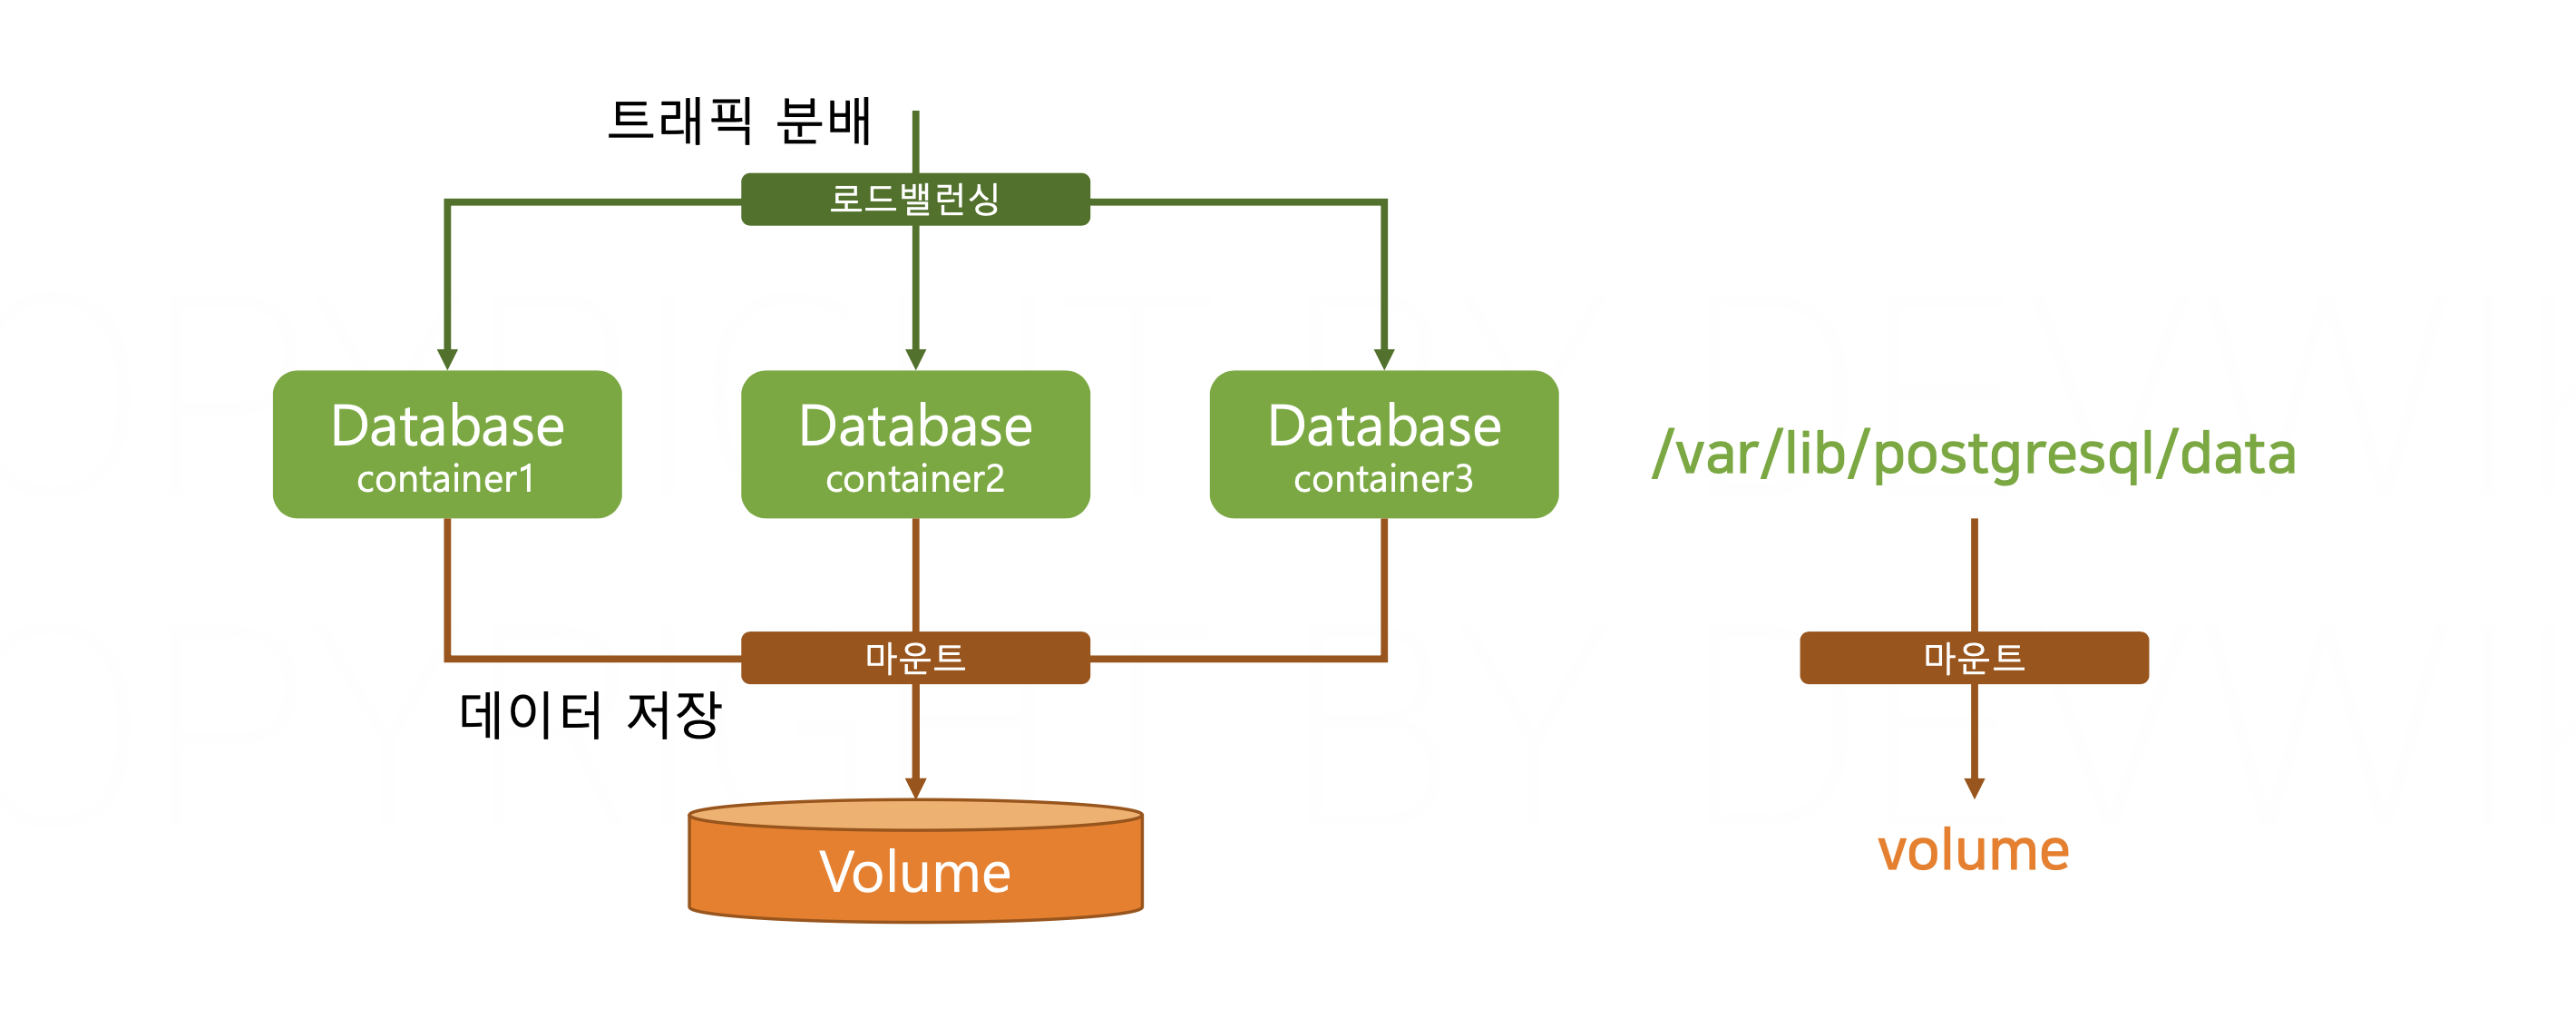 트래픽 분배
로드밸런싱
Database
container1
Database
container2
Database
container3
/var/lib/postgresql/data
마운트
마운트
데이터 저장
Volume
volume